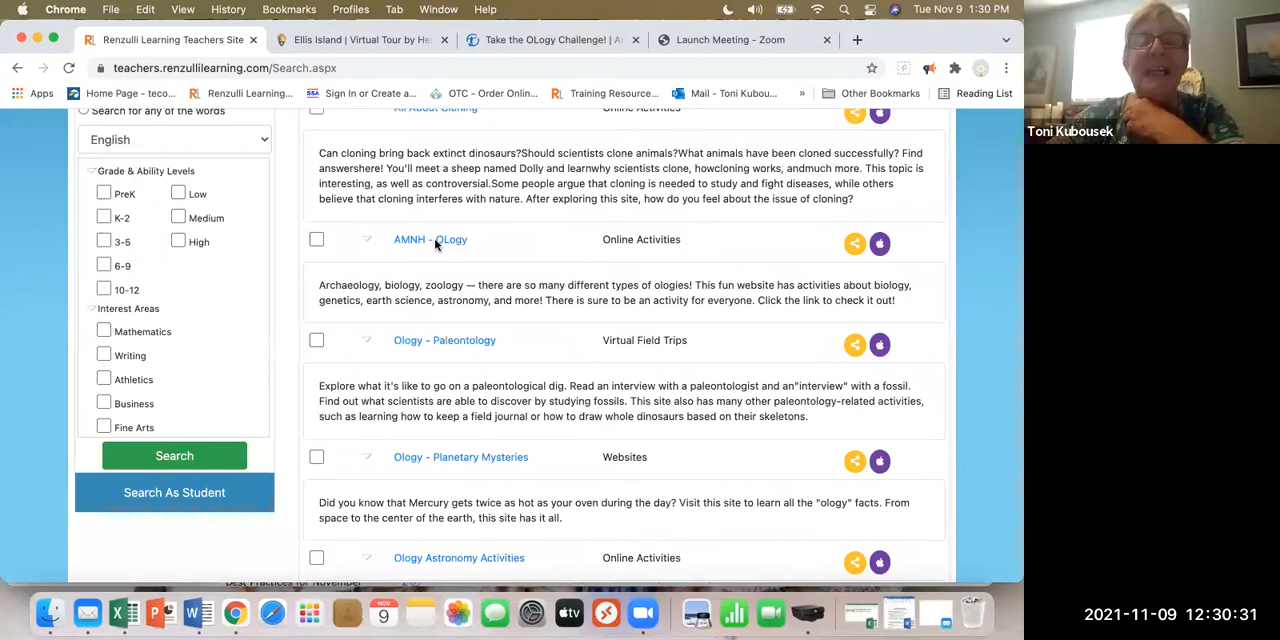 Chrome File Edit View History Bookmarks Profiles Tab Window Help Tue Nov 9 1:30 PM
Renzulli Learning Teachers Site Ellis Island | Virtual Tour by He Take the OLogy Challenge! | A Launch Meeting - Zoom
teachers.renzullilearning.com/Search.aspx
Apps Home Page - teco... Renzulli Learning... Sign In or Create a... OTC - Order Onlin... Training Resource... Mail - Toni Kubou... » Other Bookmarks Reading List
Search for any of the words
English
Grade & Ability Levels
PreK Low
K-2 Medium
3-5 High
6-9
10-12
Interest Areas
Mathematics
Writing
Athletics
Business
Fine Arts
Search
Search As Student
All About Cloning Online Activities
Can cloning bring back extinct dinosaurs?Should scientists clone animals?What animals have been cloned successfully? Find
answershere! You'll meet a sheep named Dolly and learnwhy scientists clone, howcloning works, andmuch more. This topic is
interesting, as well as controversial.Some people argue that cloning is needed to study and fight diseases, while others
believe that cloning interferes with nature. After exploring this site, how do you feel about the issue of cloning?
AMNH - OLogy Online Activities
Archaeology, biology, zoology — there are so many different types of ologies! This fun website has activities about biology,
genetics, earth science, astronomy, and more! There is sure to be an activity for everyone. Click the link to check it out!
Ology - Paleontology Virtual Field Trips
Explore what it's like to go on a paleontological dig. Read an interview with a paleontologist and an"interview" with a fossil.
Find out what scientists are able to discover by studying fossils. This site also has many other paleontology-related activities,
such as learning how to keep a field journal or how to draw whole dinosaurs based on their skeletons.
Ology - Planetary Mysteries Websites
Did you know that Mercury gets twice as hot as your oven during the day? Visit this site to learn all the "ology" facts. From
space to the center of the earth, this site has it all.
Ology Astronomy Activities Online Activities
Best Practices for November
NOV
9
Toni Kubousek
2021-11-09 12:30:31